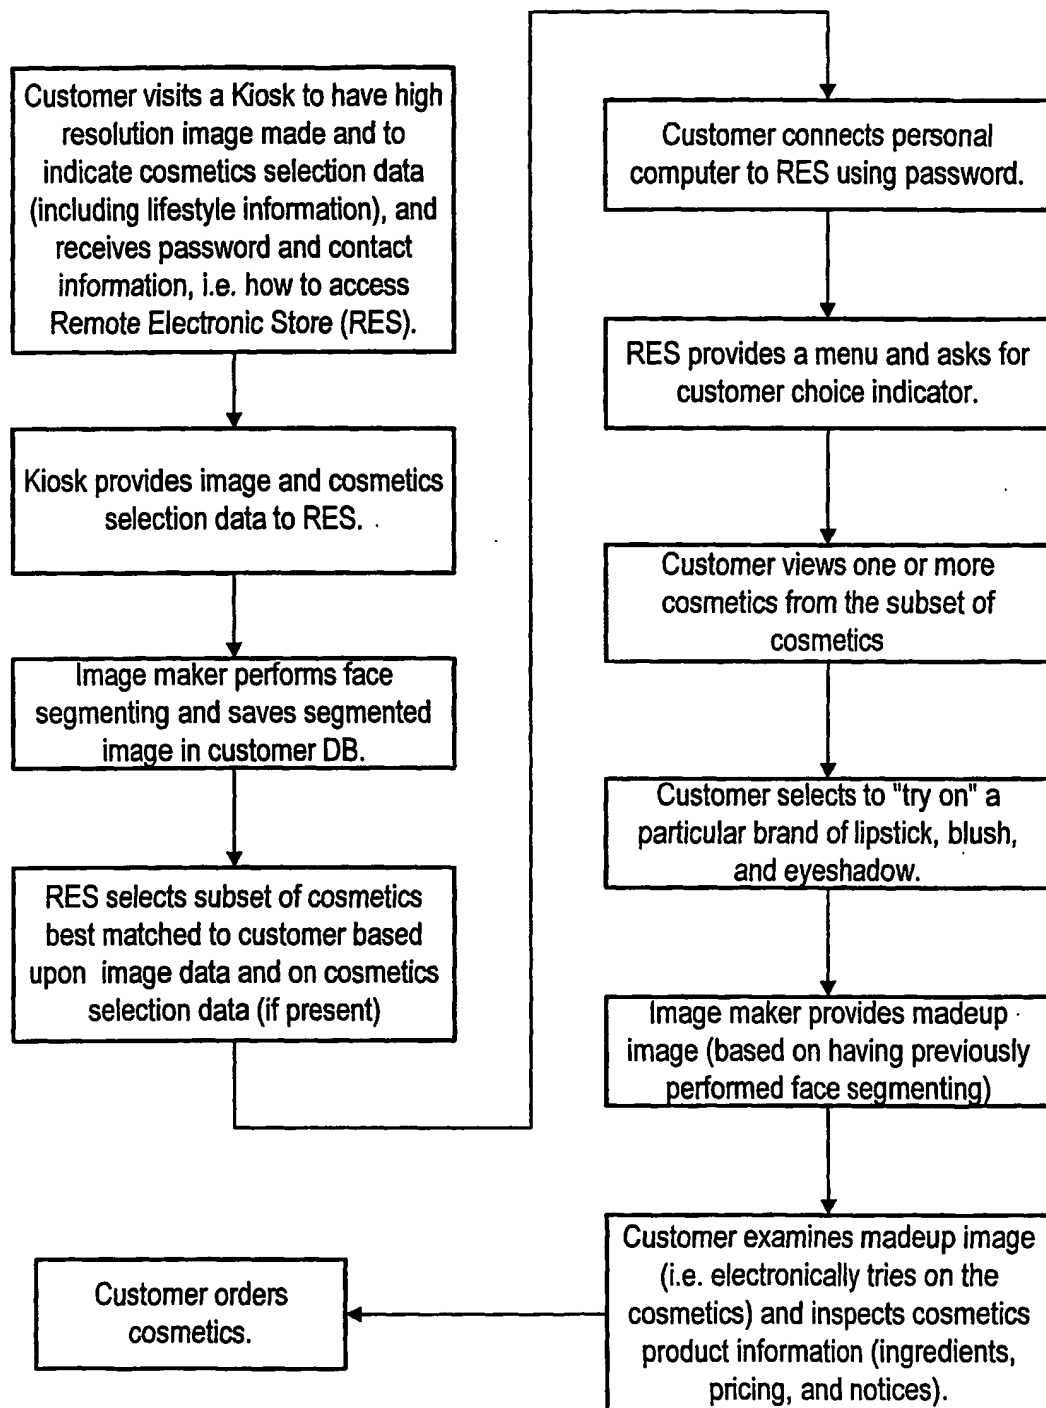 Customer visits a Kiosk to have high
resolution image made and to
indicate cosmetics selection data
(including lifestyle information), and
receives password and contact
information, i.e. how to access
Remote Electronic Store (RES).
Kiosk provides image and cosmetics
selection data to RES.
Image maker performs face
segmenting and saves segmented
image in customer DB.
RES selects subset of cosmetics
best matched to customer based
upon image data and on cosmetics
selection data (if present)
Customer connects personal
computer to RES using password.
RES provides a menu and asks for
customer choice indicator.
Customer views one or more
cosmetics from the subset of
cosmetics
Customer selects to "try on" a
particular brand of lipstick, blush,
and eyeshadow.
Image maker provides madeup
image (based on having previously
performed face segmenting)
Customer examines madeup image
(i.e. electronically tries on the
cosmetics) and inspects cosmetics
product information (ingredients,
pricing, and notices).
Customer orders
cosmetics.